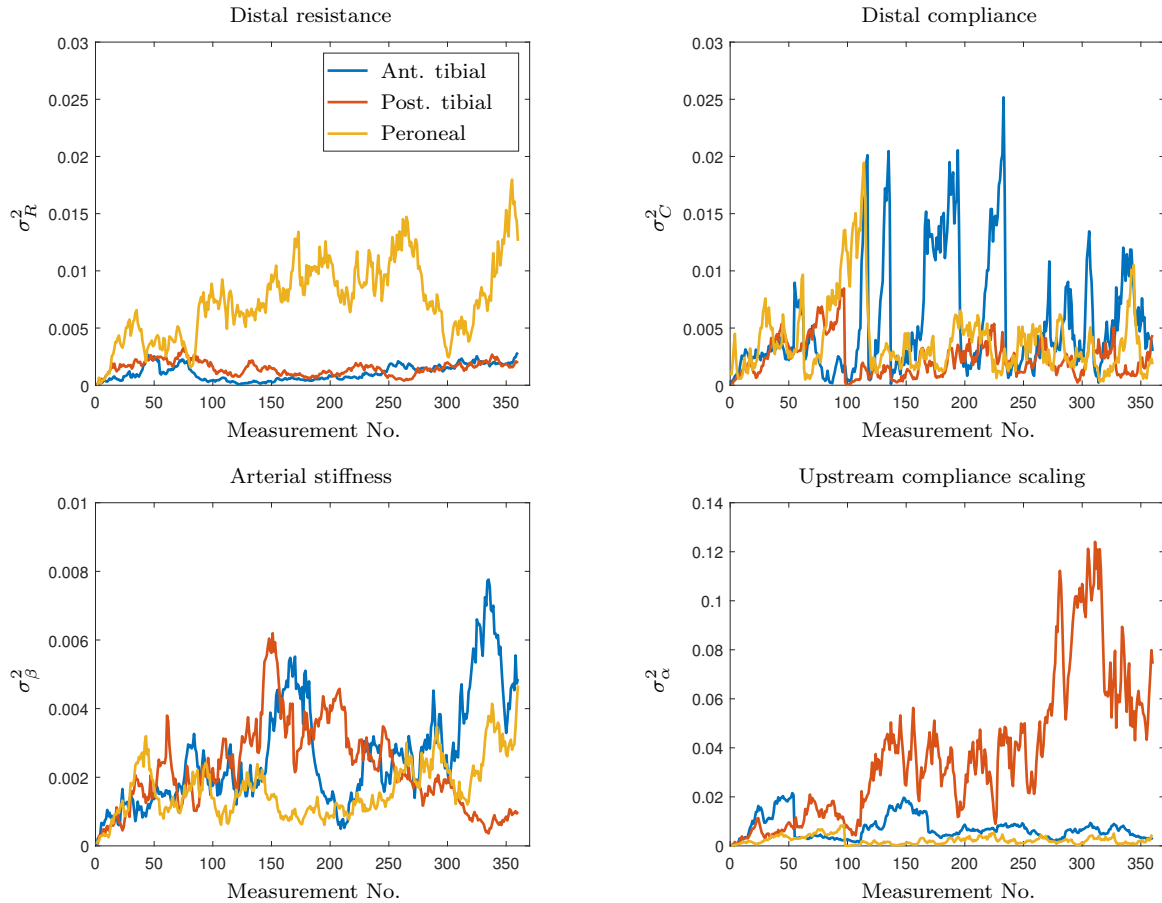 Distal resistance
0.03
0.025
0.02
0.015
0.01
0.005
0
σ²_R
Ant. tibial
Post. tibial
Peroneal
0 50 100 150 200 250 300 350
Measurement No.
Distal compliance
0.03
0.025
0.02
0.015
0.01
0.005
0
σ²_C
0 50 100 150 200 250 300 350
Measurement No.
Arterial stiffness
0.01
0.008
0.006
0.004
0.002
0
σ²_β
0 50 100 150 200 250 300 350
Measurement No.
Upstream compliance scaling
0.14
0.12
0.1
0.08
0.06
0.04
0.02
0
σ²_α
0 50 100 150 200 250 300 350
Measurement No.